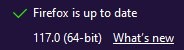 Firefox is up to date
117.0 (64-bit) What's new